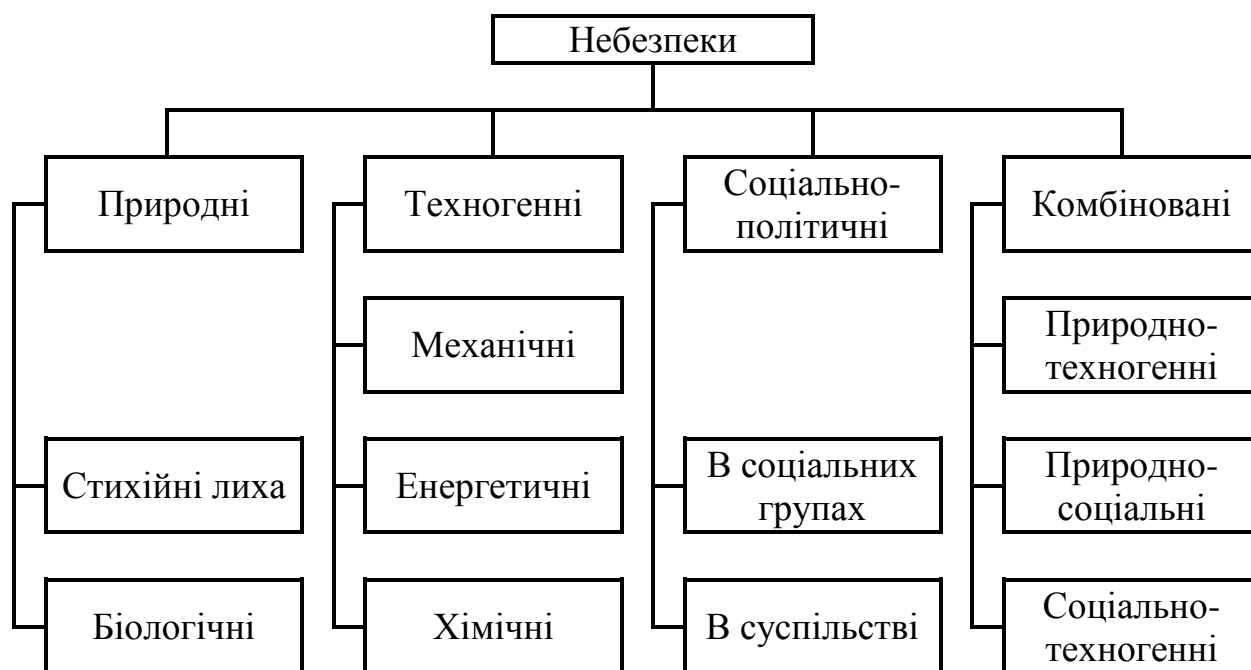 Небезпеки
Природні
Техногенні
Соціально-
політичні
Комбіновані
Механічні
Природно-
техногенні
Стихійні лиха
Енергетичні
В соціальних
групах
Природно-
соціальні
Біологічні
Хімічні
В суспільстві
Соціально-
техногенні